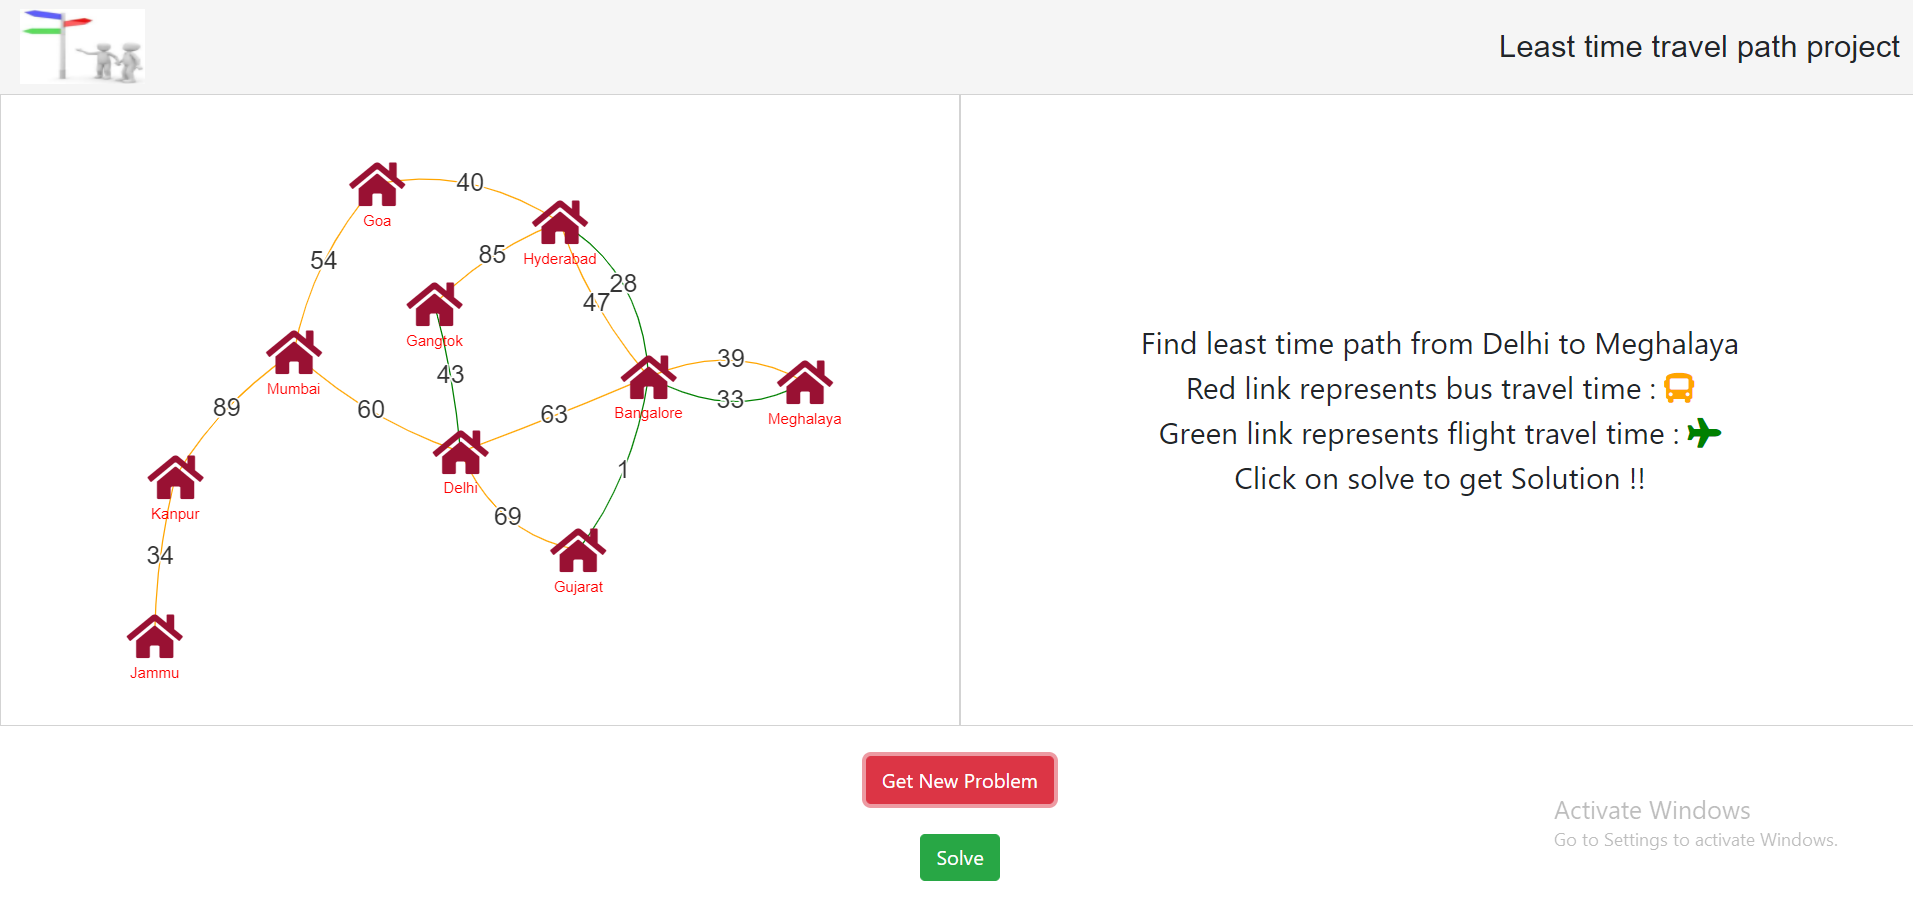 Least time travel path project
40
Goa
54
85
Hyderabad
28
47
Gangtok
43
Mumbai
39
33
Bangalore
Meghalaya
89
60
63
1
Delhi
69
Kanpur
34
Gujarat
Jammu
Find least time path from Delhi to Meghalaya
Red link represents bus travel time :
Green link represents flight travel time :
Click on solve to get Solution !!
Get New Problem
Solve
Activate Windows
Go to Settings to activate Windows.